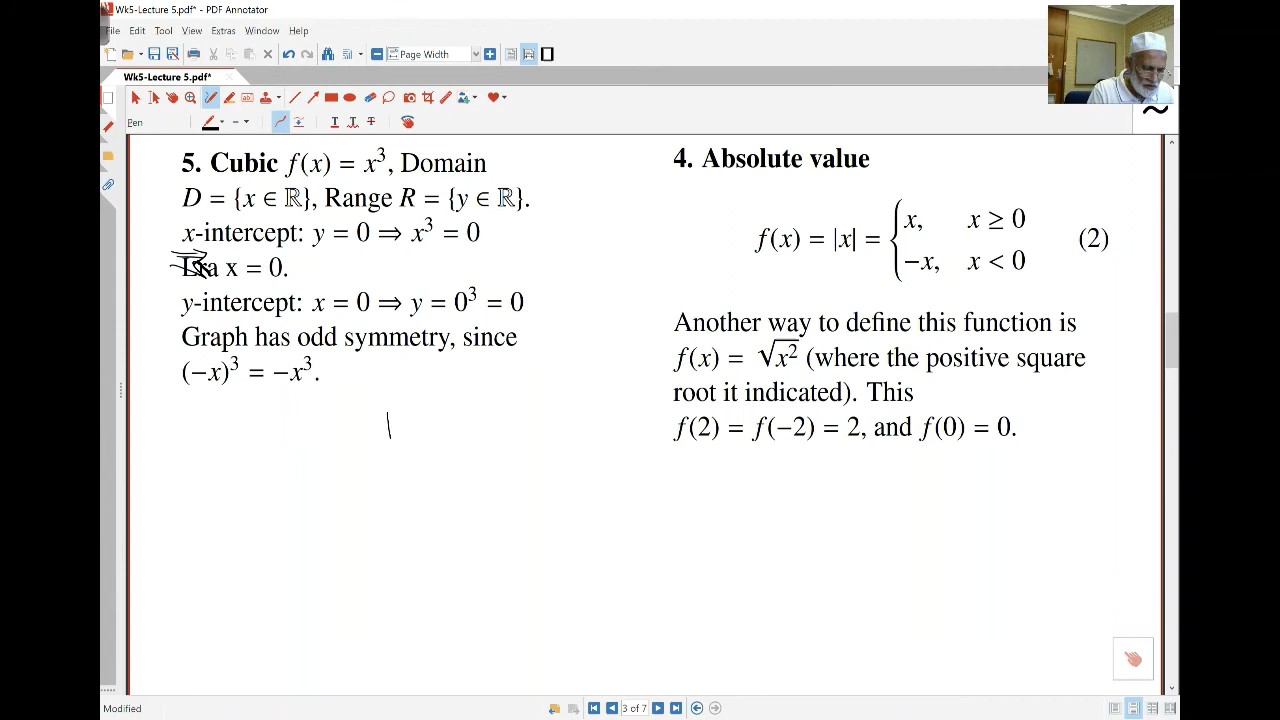 Wk5-Lecture 5.pdf* - PDF Annotator
File Edit Tool View Extras Window Help
Page Width
Wk5-Lecture 5.pdf*
Pen
5. Cubic f(x) = x³, Domain
D = {x ∈ ℝ}, Range R = {y ∈ ℝ}.
x-intercept: y = 0 ⇒ x³ = 0
x = 0.
y-intercept: x = 0 ⇒ y = 0³ = 0
Graph has odd symmetry, since
(−x)³ = −x³.
4. Absolute value
f(x) = |x| = { x, x ≥ 0
−x, x < 0 (2)
Another way to define this function is
f(x) = √x² (where the positive square
root it indicated). This
f(2) = f(−2) = 2, and f(0) = 0.
Modified
3 of 7